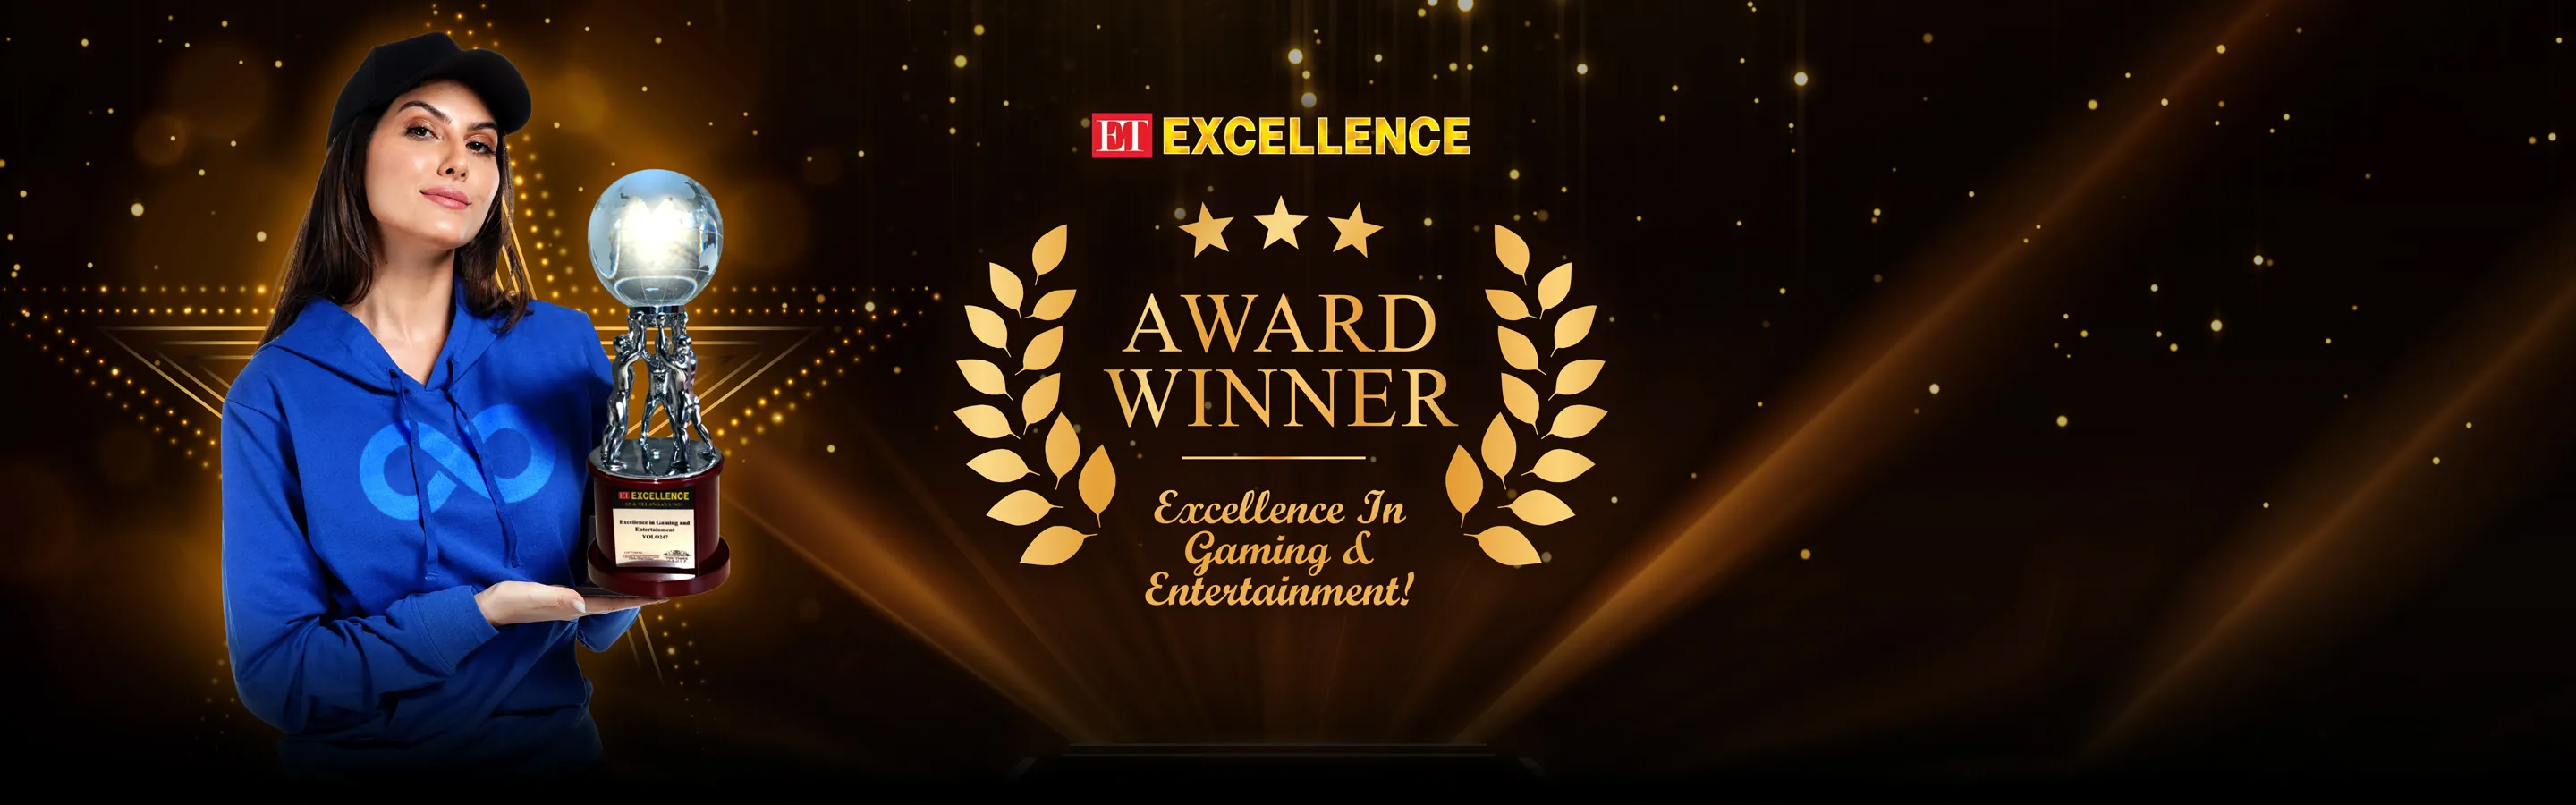 ET EXCELLENCE
AWARD
WINNER
Excellence In
Gaming &
Entertainment!
ET EXCELLENCE
Excellence in Gaming and
Entertainment
YOLO247